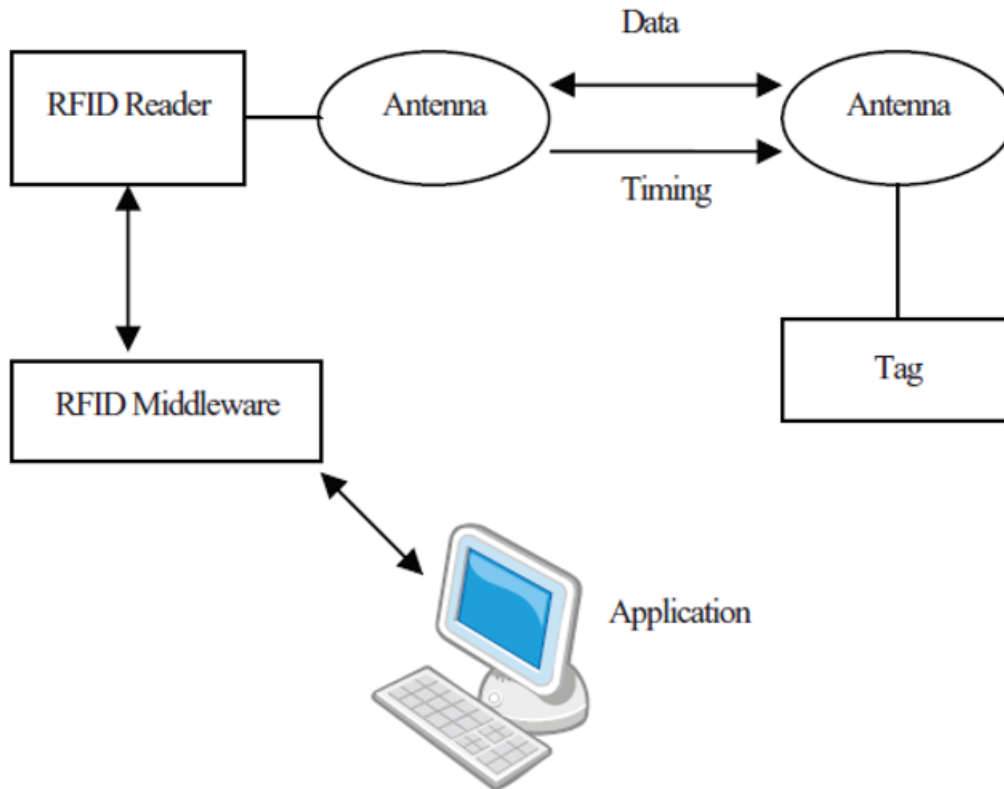 Data
RFID Reader
Antenna
Antenna
Timing
Tag
RFID Middleware
Application